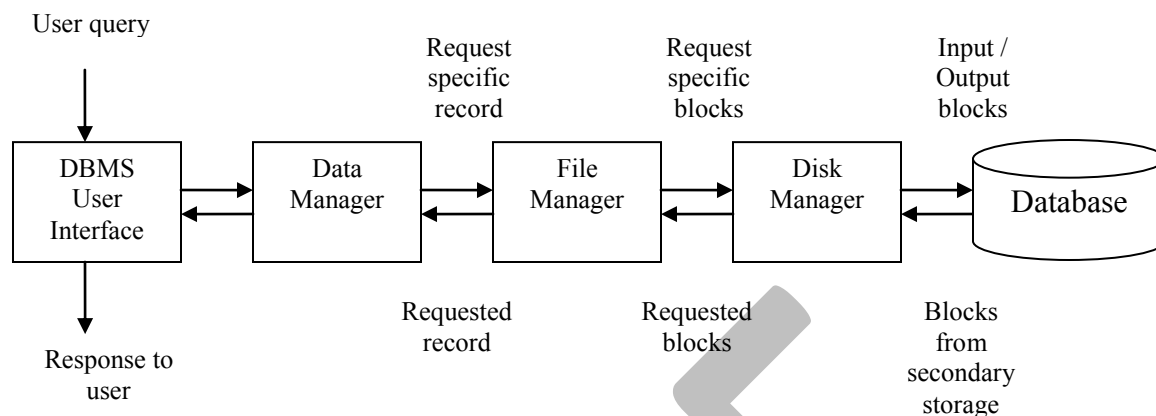 User query
Request
specific
record
Request
specific
blocks
Input /
Output
blocks
DBMS
User
Interface
Data
Manager
File
Manager
Disk
Manager
Database
Requested
record
Requested
blocks
Blocks
from
secondary
storage
Response to
user